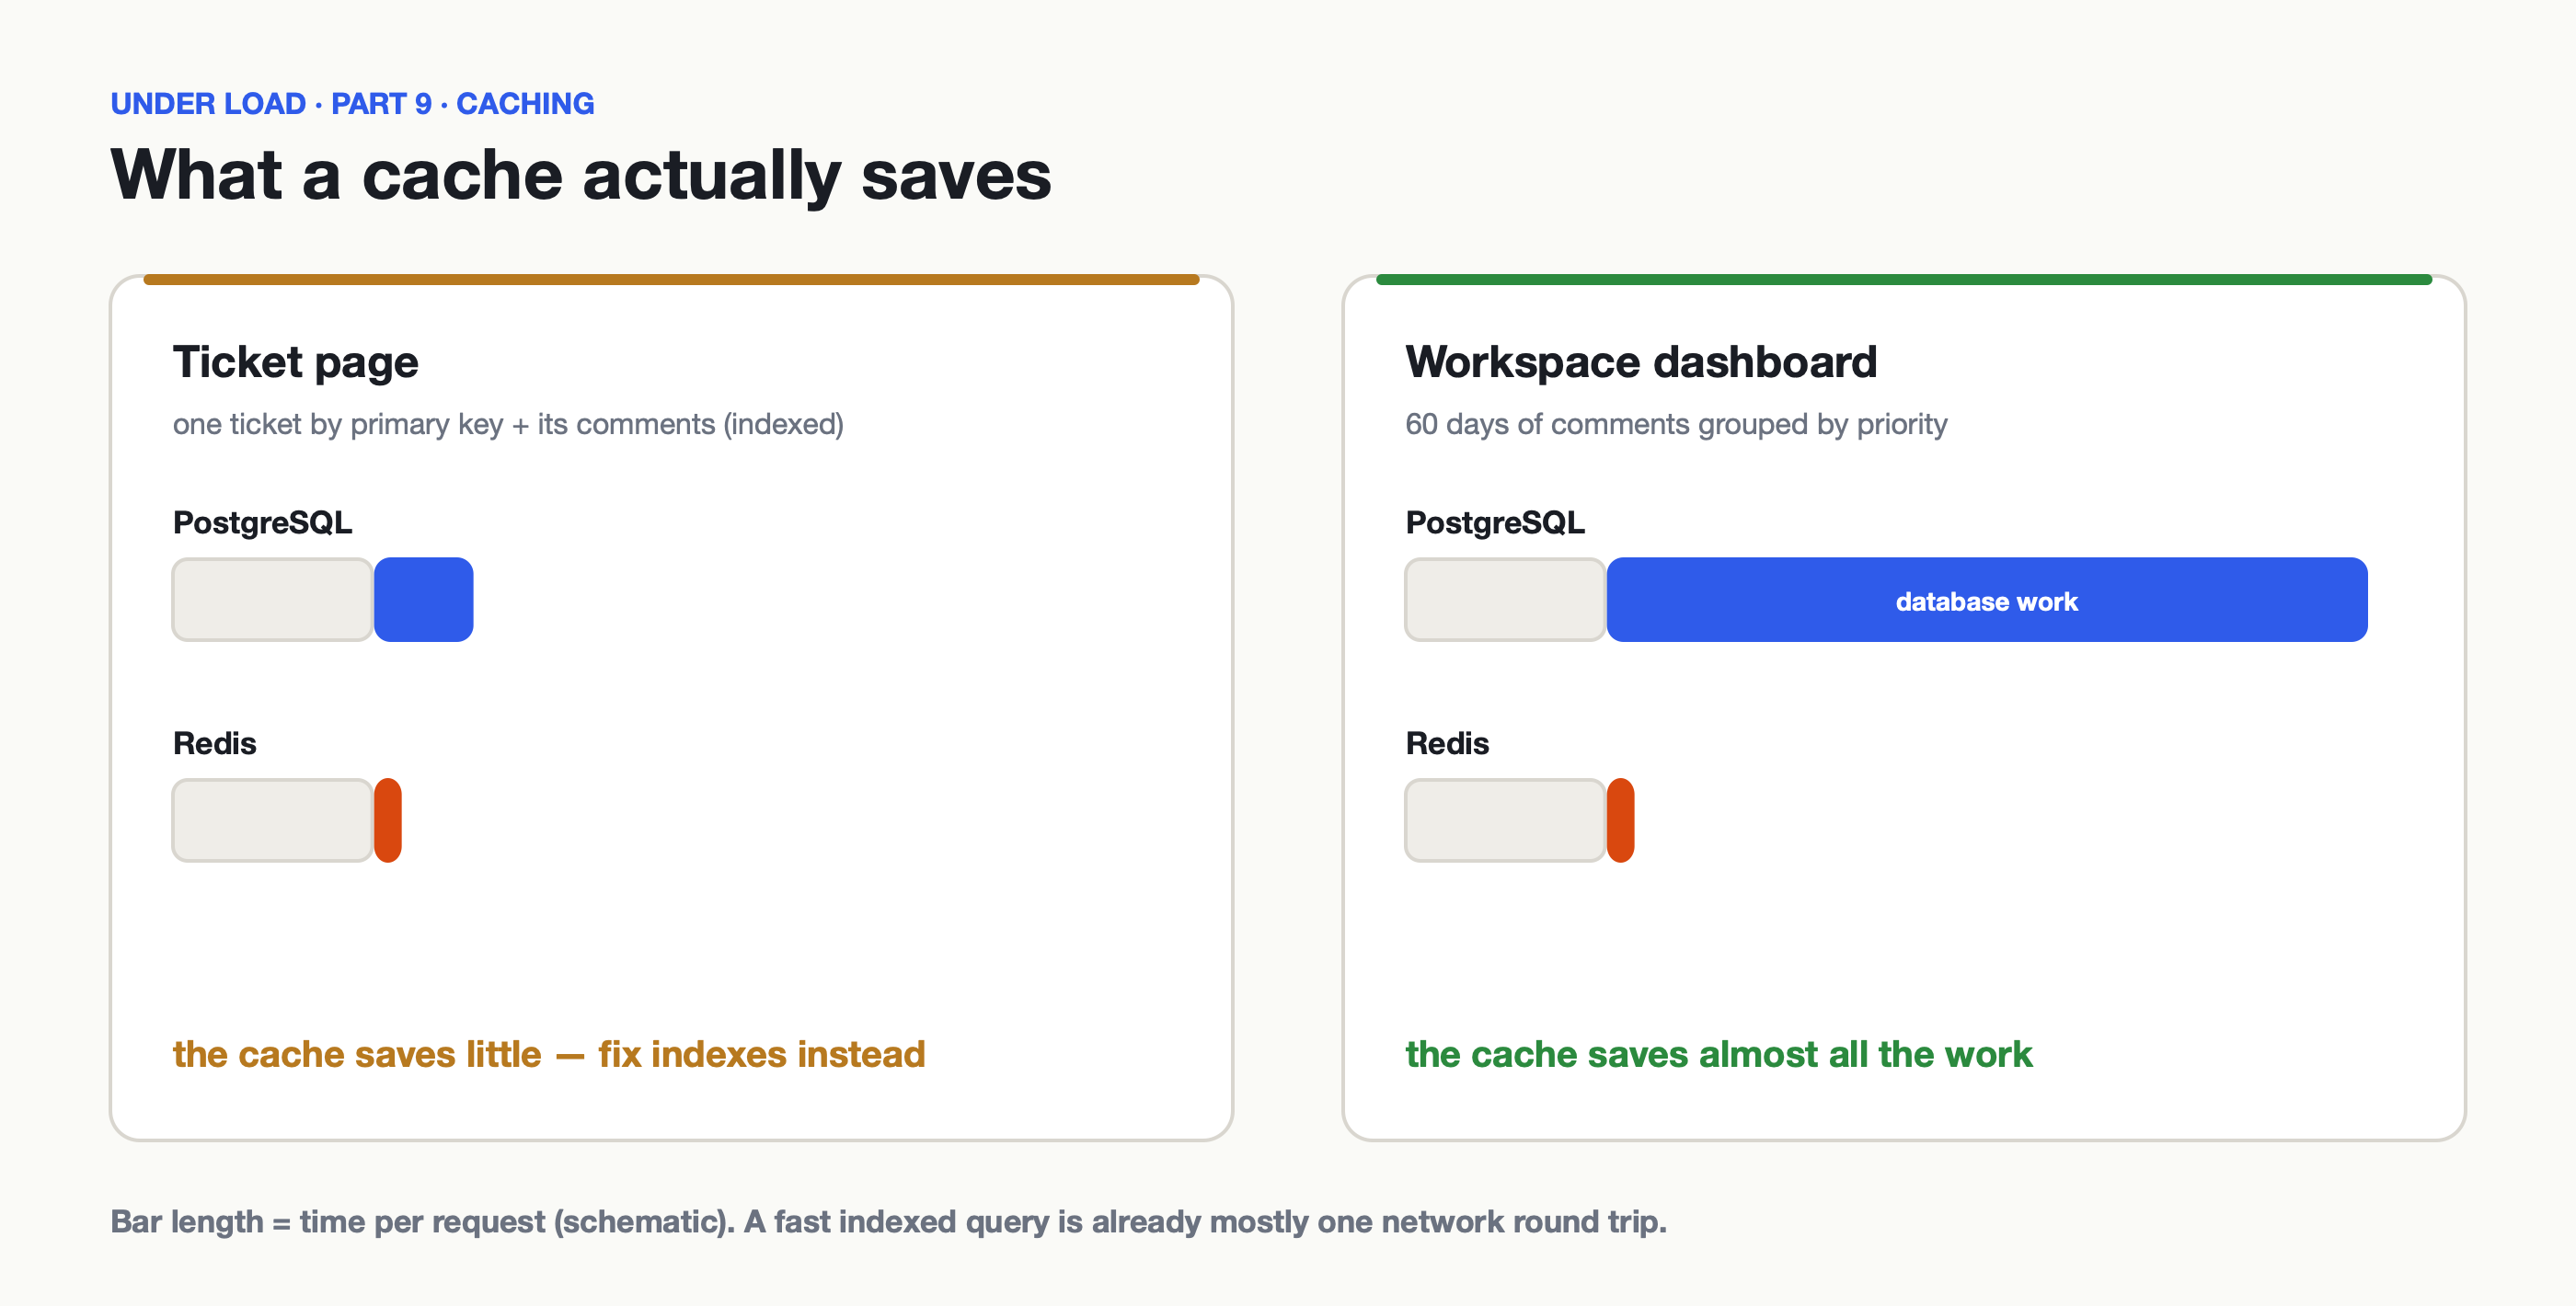 UNDER LOAD · PART 9 · CACHING
What a cache actually saves
Ticket page
one ticket by primary key + its comments (indexed)
PostgreSQL
Redis
the cache saves little — fix indexes instead
Workspace dashboard
60 days of comments grouped by priority
PostgreSQL
database work
Redis
the cache saves almost all the work
Bar length = time per request (schematic). A fast indexed query is already mostly one network round trip.